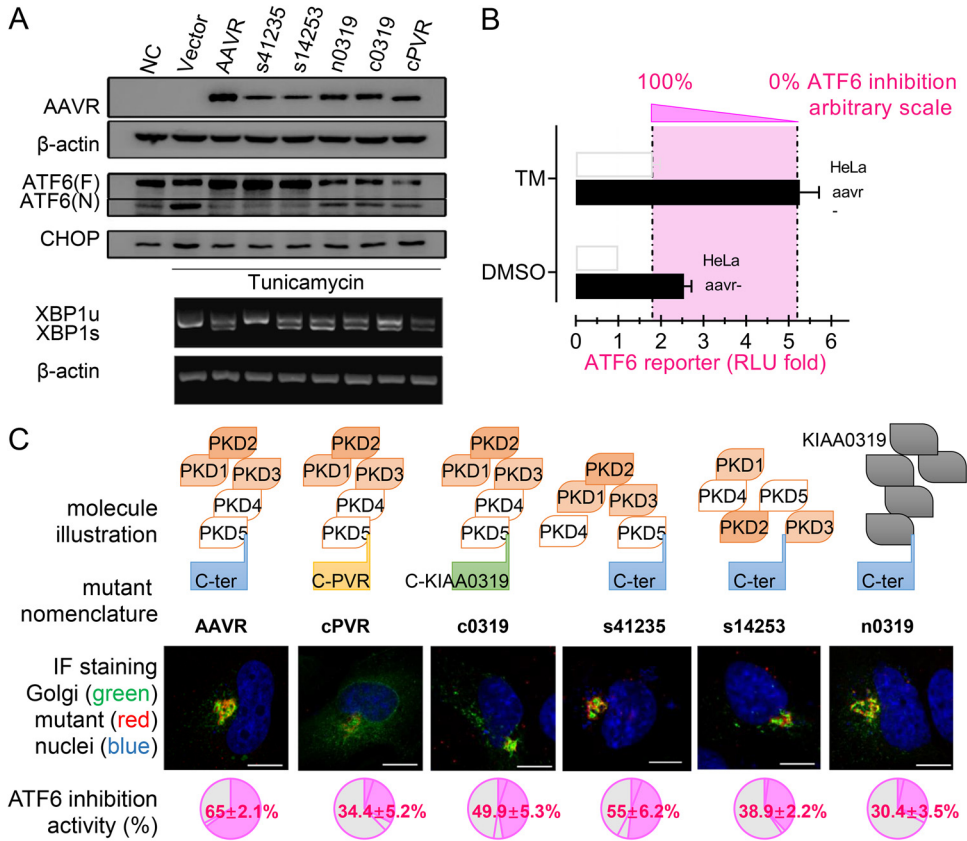 A
NC Vector AAVR s41235 s14253 n0319 c0319 cPVR
AAVR
β-actin
ATF6(F)
ATF6(N)
CHOP
Tunicamycin
XBP1u
XBP1s
β-actin
B
100% 0% ATF6 inhibition
arbitrary scale
TM
HeLa
aavr
-
DMSO
HeLa
aavr-
0 1 2 3 4 5 6
ATF6 reporter (RLU fold)
C
molecule
illustration
PKD2
PKD1 PKD3
PKD4
PKD5
C-ter
PKD2
PKD1 PKD3
PKD4
PKD5
C-PVR
PKD2
PKD1 PKD3
PKD4
PKD5
C-KIAA0319
PKD2
PKD1 PKD3
PKD4 PKD5
C-ter
PKD1
PKD4 PKD5
PKD2 PKD3
C-ter
KIAA0319
C-ter
mutant
nomenclature
AAVR cPVR c0319 s41235 s14253 n0319
IF staining
Golgi (green)
mutant (red)
nuclei (blue)
ATF6 inhibition
activity (%)
65±2.1% 34.4±5.2% 49.9±5.3% 55±6.2% 38.9±2.2% 30.4±3.5%